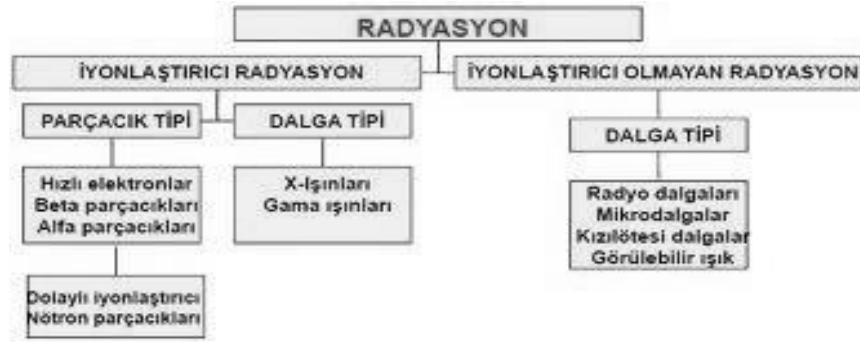 RADYASYON
İYONLAŞTIRICI RADYASYON
İYONLAŞTIRICI OLMAYAN RADYASYON
PARÇACIK TİPİ
DALGA TİPİ
DALGA TİPİ
Hızlı elektronlar
Beta parçacıkları
Alfa parçacıkları
X-Işınları
Gama ışınları
Radyo dalgaları
Mikrodalgalar
Kızılötesi dalgalar
Görülebilir ışık
Dolaylı iyonlaştırıcı
Nötron parçacıkları